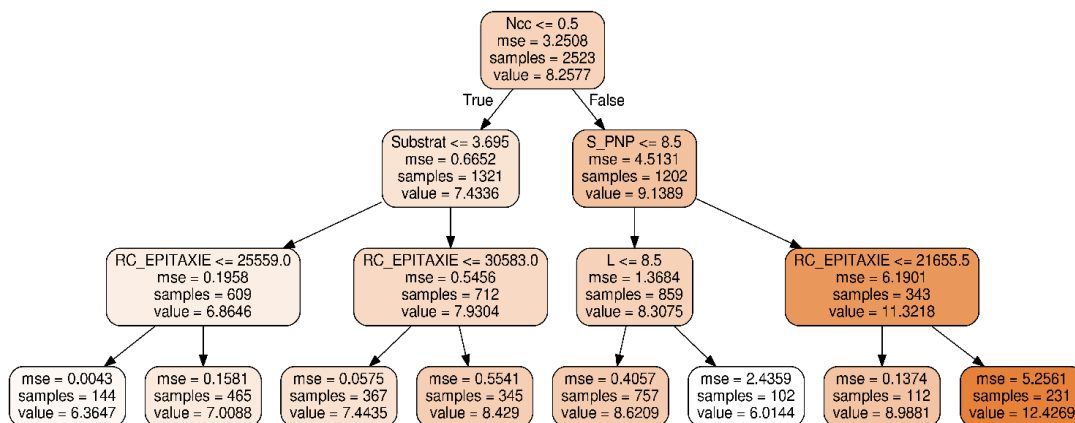 Ncc <= 0.5
mse = 3.2508
samples = 2523
value = 8.2577
True
False
Substrat <= 3.695
mse = 0.6652
samples = 1321
value = 7.4336
S_PNP <= 8.5
mse = 4.5131
samples = 1202
value = 9.1389
RC_EPITAXIE <= 25559.0
mse = 0.1958
samples = 609
value = 6.8646
RC_EPITAXIE <= 30583.0
mse = 0.5456
samples = 712
value = 7.9304
L <= 8.5
mse = 1.3684
samples = 859
value = 8.3075
RC_EPITAXIE <= 21655.5
mse = 6.1901
samples = 343
value = 11.3218
mse = 0.0043
samples = 144
value = 6.3647
mse = 0.1581
samples = 465
value = 7.0088
mse = 0.0575
samples = 367
value = 7.4435
mse = 0.5541
samples = 345
value = 8.429
mse = 0.4057
samples = 757
value = 8.6209
mse = 2.4359
samples = 102
value = 6.0144
mse = 0.1374
samples = 112
value = 8.9881
mse = 5.2561
samples = 231
value = 12.4269